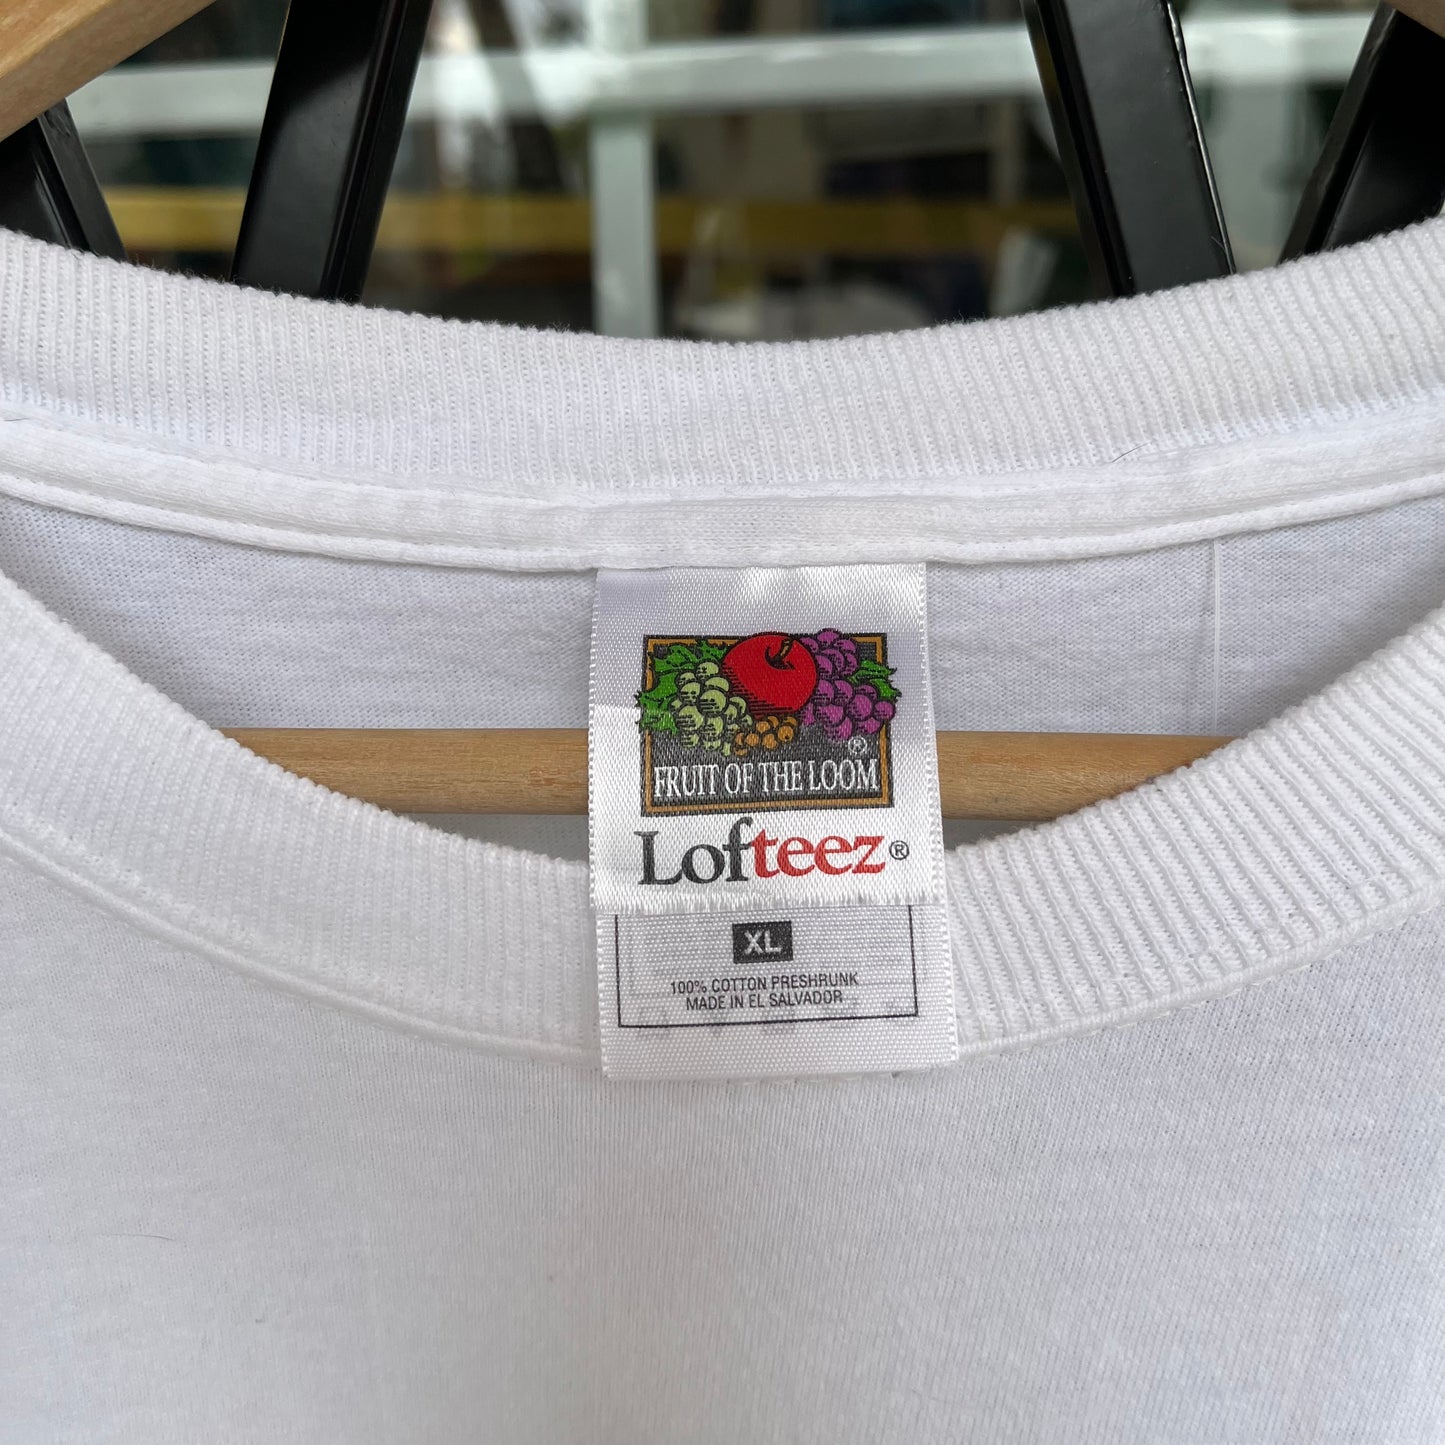 ®
FRUIT OF THE LOOM
Lofteez®
XL
100% COTTON PRESHRUNK
MADE IN EL SALVADOR